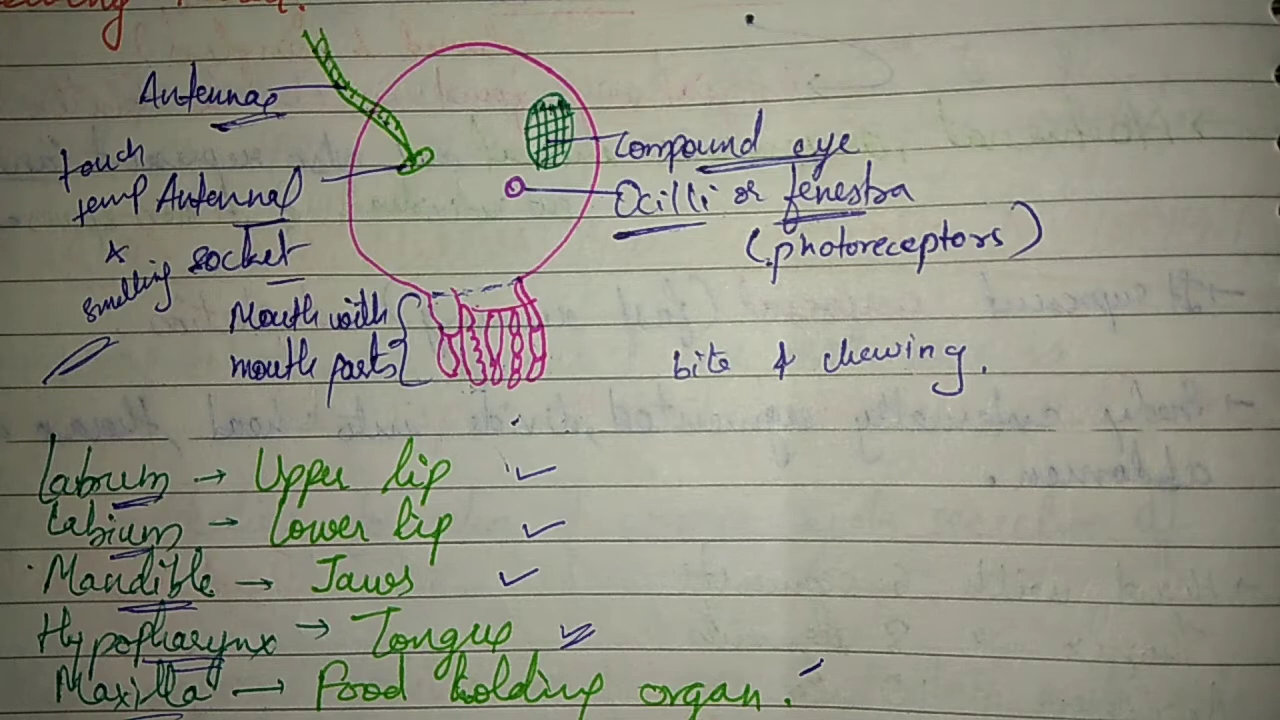 Antennae
touch
temp Antennal
&
smelling socket
Compound eye
Ocilli or fenestra
(photoreceptors)
Mouth with
mouth parts
bite & chewing.
Labrum → Upper lip
Labium → Lower lip
Mandible → Jaws
Hypopharynx → Tongue
Maxilla → Food holding organ.